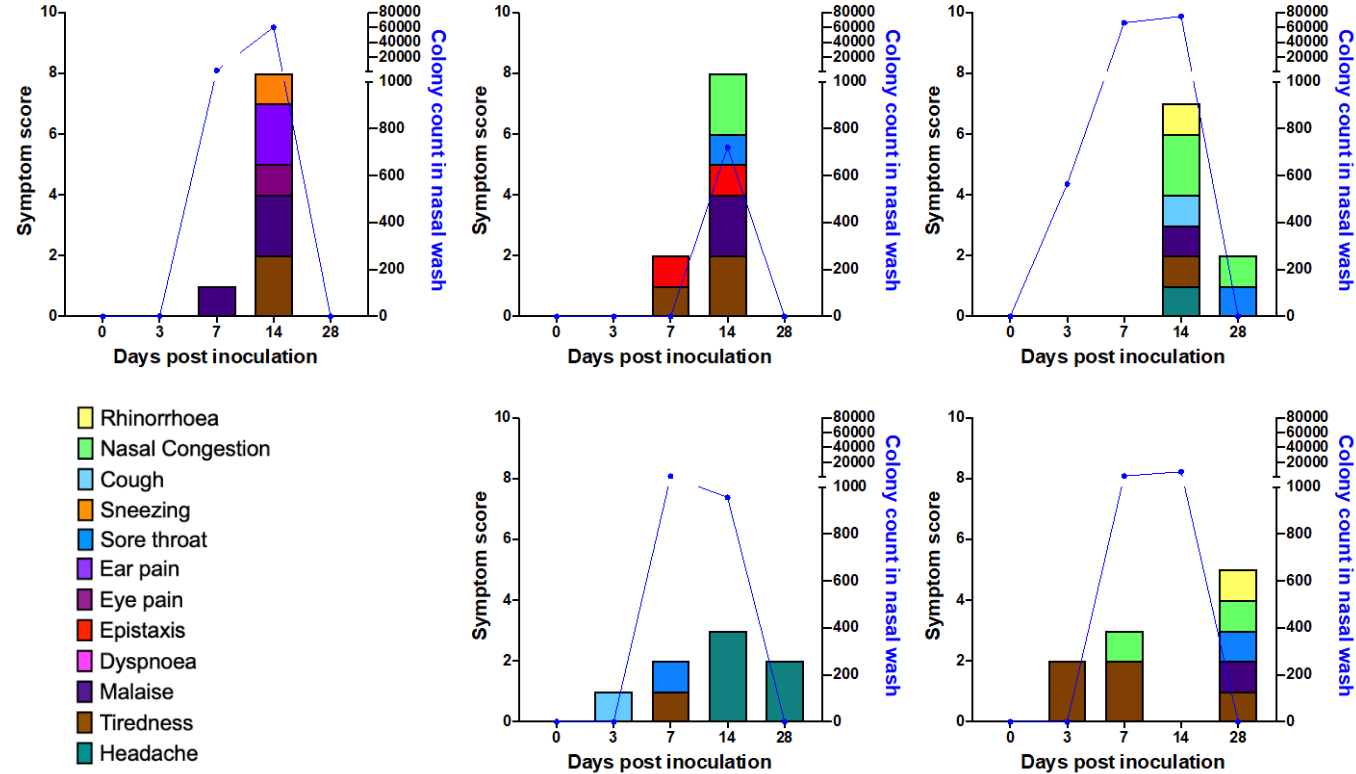 10
8
6
4
2
0
Symptom score
80000
60000
40000
20000
1000
800
600
400
200
0
Colony count in nasal wash
0 3 7 14 28
Days post inoculation
10
8
6
4
2
0
Symptom score
80000
60000
40000
20000
1000
800
600
400
200
0
Colony count in nasal wash
0 3 7 14 28
Days post inoculation
10
8
6
4
2
0
Symptom score
80000
60000
40000
20000
1000
800
600
400
200
0
Colony count in nasal wash
0 3 7 14 28
Days post inoculation
Rhinorrhoea
Nasal Congestion
Cough
Sneezing
Sore throat
Ear pain
Eye pain
Epistaxis
Dyspnoea
Malaise
Tiredness
Headache
10
8
6
4
2
0
Symptom score
80000
60000
40000
20000
1000
800
600
400
200
0
Colony count in nasal wash
0 3 7 14 28
Days post inoculation
10
8
6
4
2
0
Symptom score
80000
60000
40000
20000
1000
800
600
400
200
0
Colony count in nasal wash
0 3 7 14 28
Days post inoculation